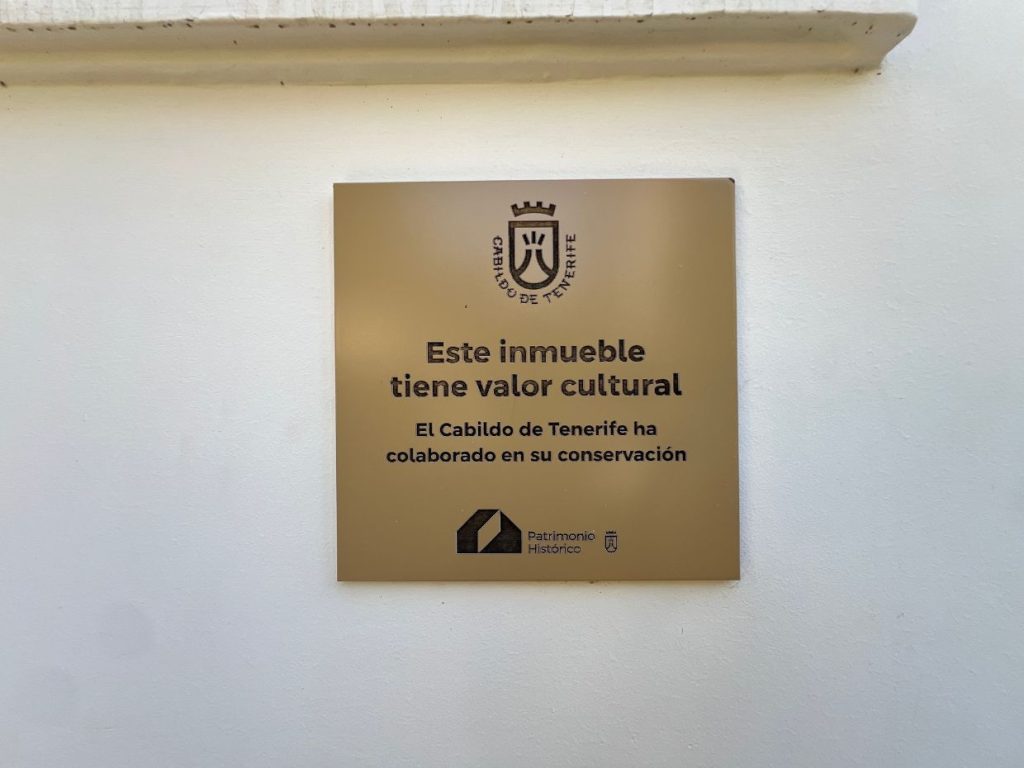 CABILDO DE TENERIFE
Este inmueble
tiene valor cultural
El Cabildo de Tenerife ha
colaborado en su conservación
Patrimonio
Histórico